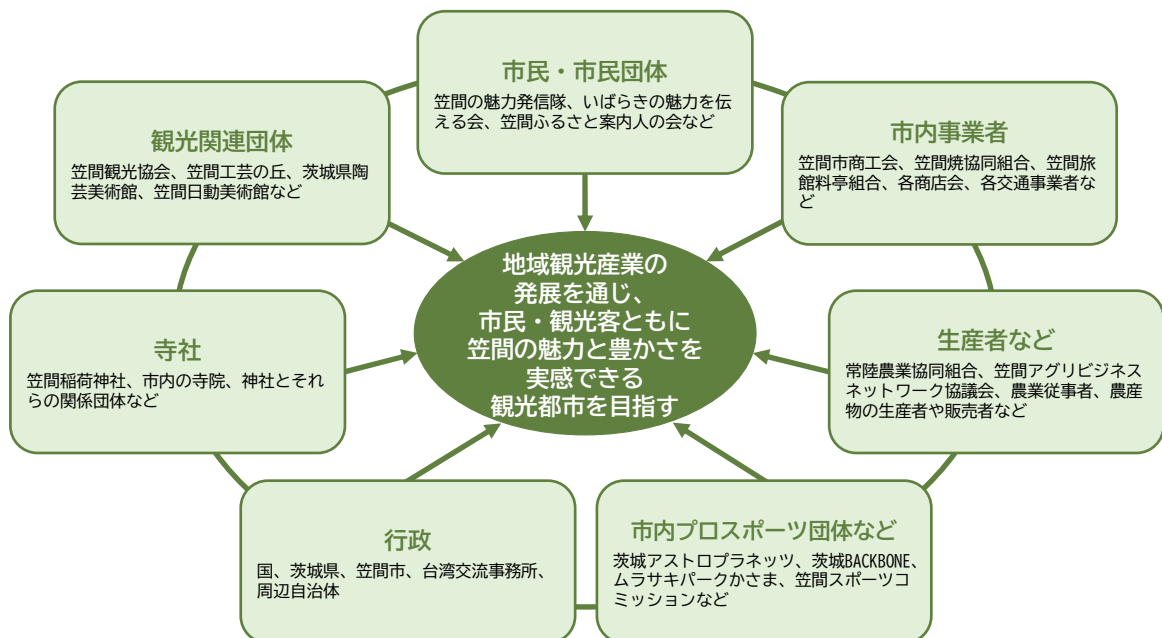 市民・市民団体
笠間の魅力発信隊、いばらきの魅力を伝
える会、笠間ふるさと案内人の会など
観光関連団体
笠間観光協会、笠間工芸の丘、茨城県陶
芸美術館、笠間日動美術館など
市内事業者
笠間市商工会、笠間焼協同組合、笠間旅
館料亭組合、各商店会、各交通事業者な
ど
地域観光産業の
発展を通じ、
市民・観光客ともに
笠間の魅力と豊かさを
実感できる
観光都市を目指す
寺社
笠間稲荷神社、市内の寺院、神社とそれ
らの関係団体など
生産者など
常陸農業協同組合、笠間アグリビジネス
ネットワーク協議会、農業従事者、農産
物の生産者や販売者など
行政
国、茨城県、笠間市、台湾交流事務所、
周辺自治体
市内プロスポーツ団体など
茨城アストロプラネッツ、茨城BACKBONE、
ムラサキパークかさま、笠間スポーツコ
ミッションなど